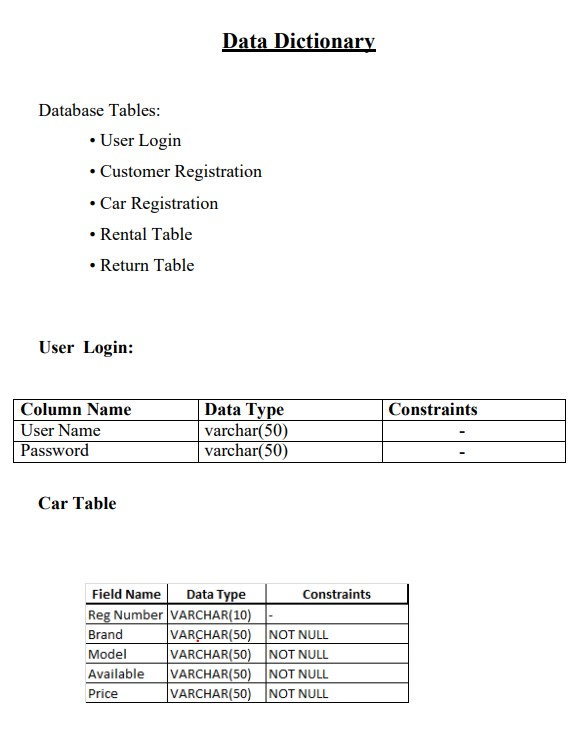 Data Dictionary
Database Tables:
• User Login
• Customer Registration
• Car Registration
• Rental Table
• Return Table
User Login:
Column Name Data Type Constraints
User Name varchar(50) -
Password varchar(50) -
Car Table
Field Name Data Type Constraints
Reg Number VARCHAR(10) -
Brand VARCHAR(50) NOT NULL
Model VARCHAR(50) NOT NULL
Available VARCHAR(50) NOT NULL
Price VARCHAR(50) NOT NULL